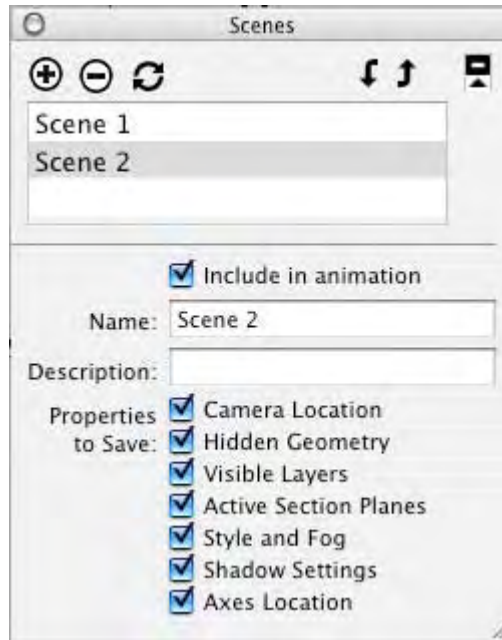 Scenes
Scene 1
Scene 2
Include in animation
Name: Scene 2
Description:
Properties to Save:
Camera Location
Hidden Geometry
Visible Layers
Active Section Planes
Style and Fog
Shadow Settings
Axes Location